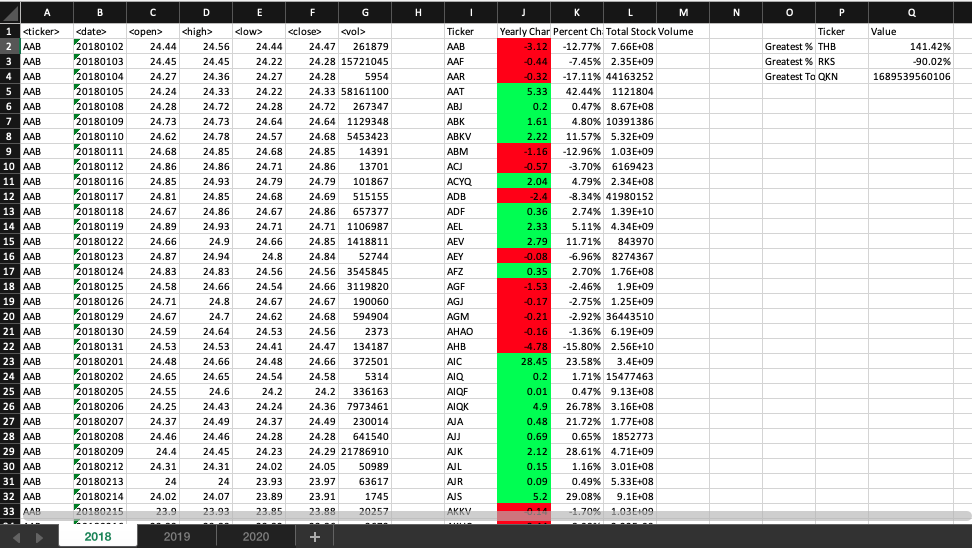 A B C D E F G H I J K L M N O P Q
1 <ticker> <date> <open> <high> <low> <close> <vol> Ticker Yearly Chan Percent Ch Total Stock Volume Ticker Value
2 AAB 20180102 24.44 24.56 24.44 24.47 261879 AAB -3.12 -12.77% 7.66E+08 Greatest % THB 141.42%
3 AAB 20180103 24.45 24.45 24.22 24.28 15721045 AAF -0.44 -7.45% 2.35E+09 Greatest % RKS -90.02%
4 AAB 20180104 24.27 24.36 24.27 24.28 5954 AAR -0.32 -17.11% 44163252 Greatest To QKN 1689539560106
5 AAB 20180105 24.24 24.33 24.22 24.33 58161100 AAT 5.33 42.44% 1121804
6 AAB 20180108 24.28 24.72 24.28 24.72 267347 ABJ 0.2 0.47% 8.67E+08
7 AAB 20180109 24.73 24.73 24.64 24.64 1129348 ABK 1.61 4.80% 10391386
8 AAB 20180110 24.62 24.78 24.57 24.68 5453423 ABKV 2.22 11.57% 5.32E+09
9 AAB 20180111 24.68 24.85 24.68 24.85 14391 ABM -1.16 -12.96% 1.03E+09
10 AAB 20180112 24.86 24.86 24.71 24.86 13701 ACJ -0.57 -3.70% 6169423
11 AAB 20180116 24.85 24.93 24.79 24.79 101867 ACYQ 2.04 4.79% 2.34E+08
12 AAB 20180117 24.81 24.85 24.68 24.69 515155 ADB -2.4 -8.34% 41980152
13 AAB 20180118 24.67 24.86 24.67 24.86 657377 ADF 0.36 2.74% 1.39E+10
14 AAB 20180119 24.89 24.93 24.71 24.71 1106987 AEL 2.33 5.11% 4.34E+09
15 AAB 20180122 24.66 24.9 24.66 24.85 1418811 AEV 2.79 11.71% 843970
16 AAB 20180123 24.87 24.94 24.8 24.84 52744 AEY -0.08 -6.96% 8274367
17 AAB 20180124 24.83 24.83 24.56 24.56 3545845 AFZ 0.35 2.70% 1.76E+08
18 AAB 20180125 24.58 24.66 24.54 24.66 3119820 AGF -1.53 -2.46% 1.9E+09
19 AAB 20180126 24.71 24.8 24.67 24.67 190060 AGJ -0.17 -2.75% 1.25E+09
20 AAB 20180129 24.67 24.7 24.62 24.68 594904 AGM -0.21 -2.92% 36443510
21 AAB 20180130 24.59 24.64 24.53 24.56 2373 AHAO -0.16 -1.36% 6.19E+09
22 AAB 20180131 24.53 24.53 24.41 24.47 134187 AHB -4.78 -15.80% 2.56E+10
23 AAB 20180201 24.48 24.66 24.48 24.66 372501 AIC 28.45 23.58% 3.4E+09
24 AAB 20180202 24.65 24.65 24.54 24.58 5314 AIQ 0.2 1.71% 15477463
25 AAB 20180205 24.55 24.6 24.2 24.2 336163 AIQF 0.01 0.47% 9.13E+08
26 AAB 20180206 24.25 24.43 24.24 24.36 7973461 AIQK 4.9 26.78% 3.16E+09
27 AAB 20180207 24.37 24.49 24.37 24.49 230014 AJA 0.48 21.72% 1.77E+08
28 AAB 20180208 24.46 24.46 24.28 24.28 641540 AJJ 0.69 0.65% 1852773
29 AAB 20180209 24.4 24.45 24.23 24.29 21786910 AJK 2.12 28.61% 4.71E+09
30 AAB 20180212 24.31 24.31 24.02 24.05 50989 AJL 0.15 1.16% 3.01E+08
31 AAB 20180213 24 24 23.93 23.97 63617 AJR 0.09 0.49% 5.33E+08
32 AAB 20180214 24.02 24.07 23.89 23.91 1745 AJS 5.2 29.08% 9.1E+08
33 AAB 20180215 23.9 23.93 23.85 23.88 20257 AKKV -0.14 -1.70% 1.03E+09
2018 2019 2020 +